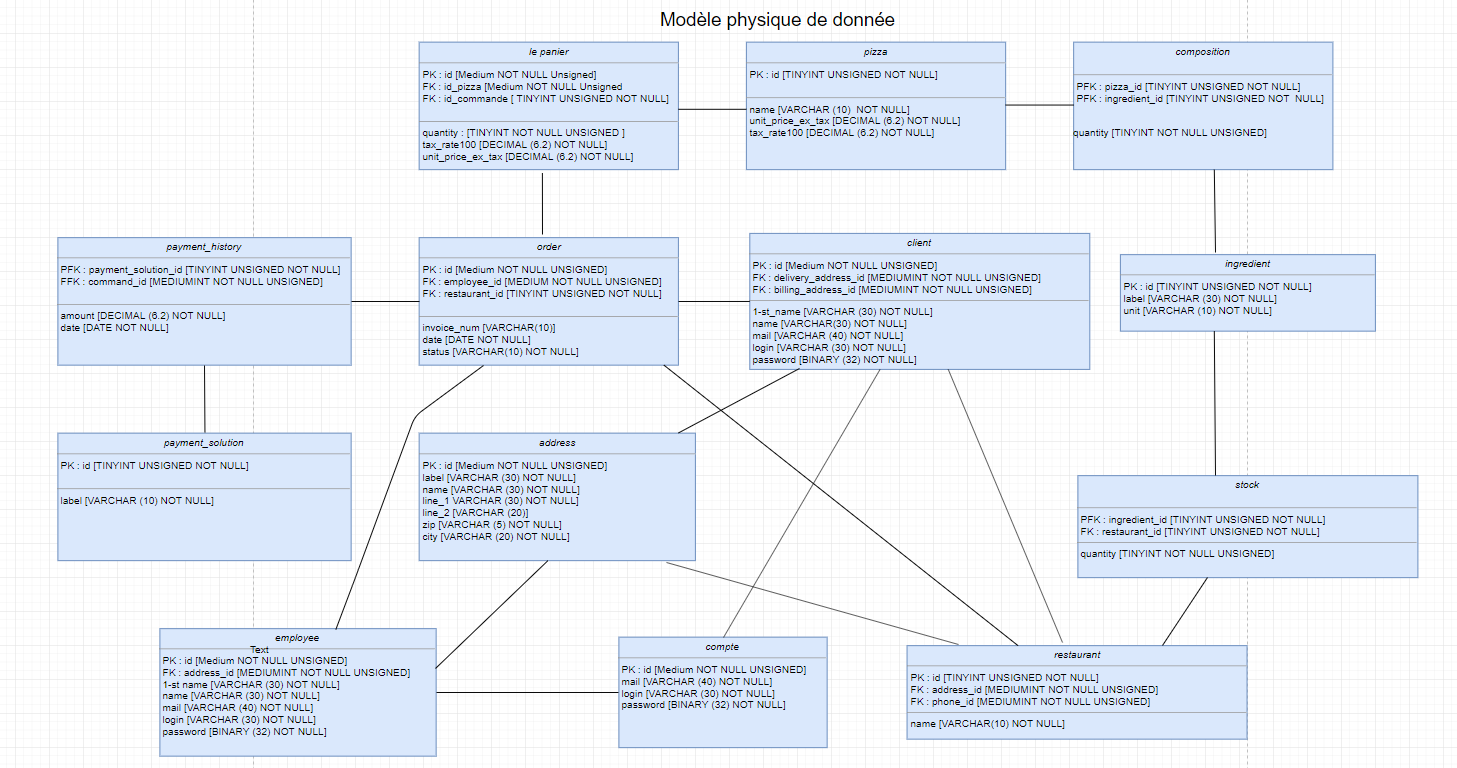 Modèle physique de donnée
le panier
PK : id [Medium NOT NULL Unsigned]
FK : id_pizza [Medium NOT NULL Unsigned
FK : id_commande [ TINYINT UNSIGNED NOT NULL]
quantity : [TINYINT NOT NULL UNSIGNED ]
tax_rate100 [DECIMAL (6.2) NOT NULL]
unit_price_ex_tax [DECIMAL (6.2) NOT NULL]
pizza
PK : id [TINYINT UNSIGNED NOT NULL]
name [VARCHAR (10) NOT NULL]
unit_price_ex_tax [DECIMAL (6.2) NOT NULL]
tax_rate100 [DECIMAL (6.2) NOT NULL]
composition
PFK : pizza_id [TINYINT UNSIGNED NOT NULL]
PFK : ingredient_id [TINYINT UNSIGNED NOT NULL]
quantity [TINYINT NOT NULL UNSIGNED]
payment_history
PFK : payment_solution_id [TINYINT UNSIGNED NOT NULL]
FFK : command_id [MEDIUMINT NOT NULL UNSIGNED]
amount [DECIMAL (6.2) NOT NULL]
date [DATE NOT NULL]
order
PK : id [Medium NOT NULL UNSIGNED]
FK : employee_id [MEDIUM NOT NULL UNSIGNED]
FK : restaurant_id [TINYINT UNSIGNED NOT NULL]
invoice_num [VARCHAR(10)]
date [DATE NOT NULL]
status [VARCHAR(10) NOT NULL]
client
PK : id [Medium NOT NULL UNSIGNED]
FK : delivery_address_id [MEDIUMINT NOT NULL UNSIGNED]
FK : billing_address_id [MEDIUMINT NOT NULL UNSIGNED]
1-st_name [VARCHAR (30) NOT NULL]
name [VARCHAR(30) NOT NULL]
mail [VARCHAR (40) NOT NULL]
login [VARCHAR (30) NOT NULL]
password [BINARY (32) NOT NULL]
ingredient
PK : id [TINYINT UNSIGNED NOT NULL]
label [VARCHAR (30) NOT NULL]
unit [VARCHAR (10) NOT NULL]
payment_solution
PK : id [TINYINT UNSIGNED NOT NULL]
label [VARCHAR (10) NOT NULL]
address
PK : id [Medium NOT NULL UNSIGNED]
label [VARCHAR (30) NOT NULL]
name [VARCHAR (30) NOT NULL]
line_1 VARCHAR (30) NOT NULL]
line_2 [VARCHAR (20)]
zip [VARCHAR (5) NOT NULL]
city [VARCHAR (20) NOT NULL]
stock
PFK : ingredient_id [TINYINT UNSIGNED NOT NULL]
FK : restaurant_id [TINYINT UNSIGNED NOT NULL]
quantity [TINYINT NOT NULL UNSIGNED]
employee
Text
PK : id [Medium NOT NULL UNSIGNED]
FK : address_id [MEDIUMINT NOT NULL UNSIGNED]
1-st name [VARCHAR (30) NOT NULL]
name [VARCHAR (30) NOT NULL]
mail [VARCHAR (40) NOT NULL]
login [VARCHAR (30) NOT NULL]
password [BINARY (32) NOT NULL]
compte
PK : id [Medium NOT NULL UNSIGNED]
mail [VARCHAR (40) NOT NULL]
login [VARCHAR (30) NOT NULL]
password [BINARY (32) NOT NULL]
restaurant
PK : id [TINYINT UNSIGNED NOT NULL]
FK : address_id [MEDIUMINT NOT NULL UNSIGNED]
FK : phone_id [MEDIUMINT NOT NULL UNSIGNED]
name [VARCHAR(10) NOT NULL]